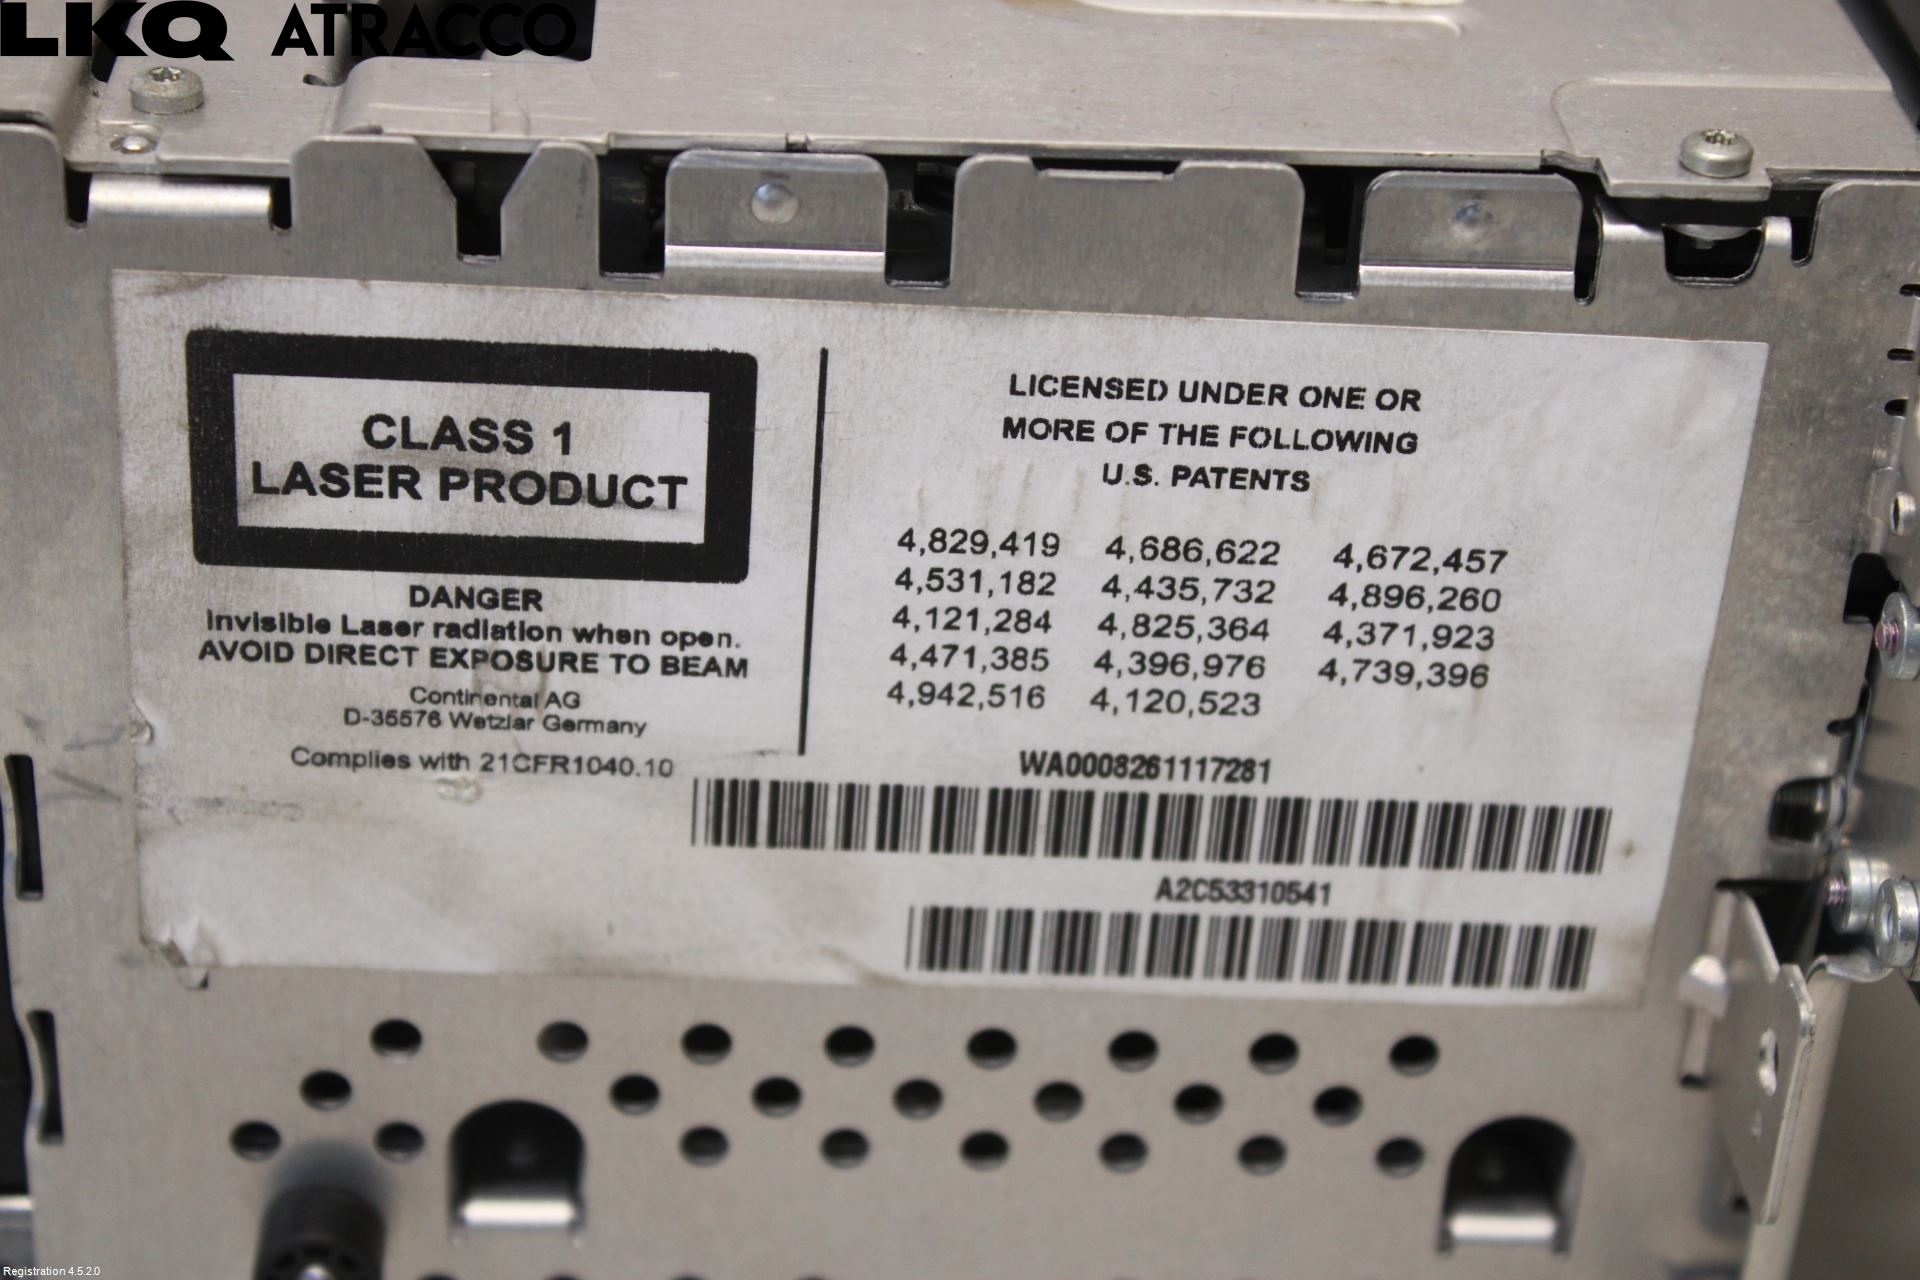 LKQ ATRACCO
CLASS 1
LASER PRODUCT
DANGER
Invisible Laser radiation when open.
AVOID DIRECT EXPOSURE TO BEAM
Continental AG
D-35576 Wetzlar Germany
Complies with 21CFR1040.10
LICENSED UNDER ONE OR
MORE OF THE FOLLOWING
U.S. PATENTS
4,829,419 4,686,622 4,672,457
4,531,182 4,435,732 4,896,260
4,121,284 4,825,364 4,371,923
4,471,385 4,396,976 4,739,396
4,942,516 4,120,523
WA0008261117281
A2C53310541
Registration 4.5.2.0